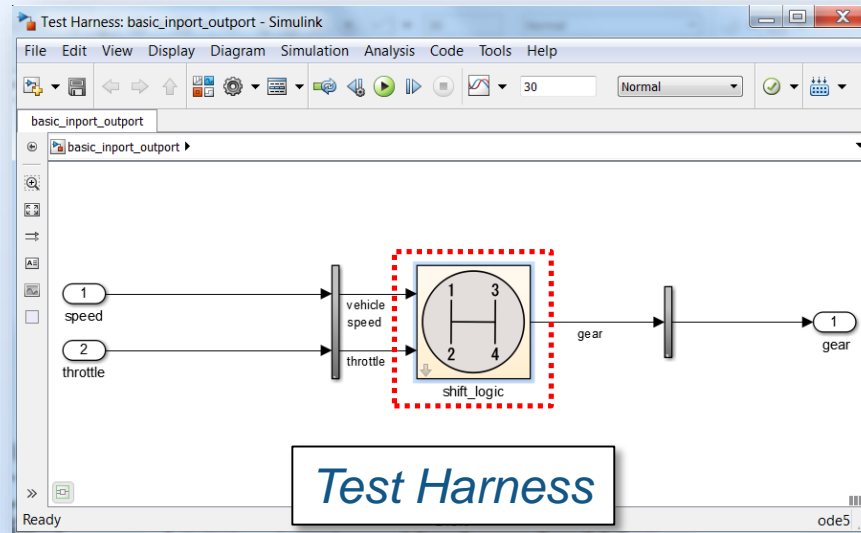 Test Harness: basic_inport_outport - Simulink
File Edit View Display Diagram Simulation Analysis Code Tools Help
30 Normal
basic_inport_outport
basic_inport_outport
1
speed
2
throttle
vehicle
speed
throttle
1 3
2 4
shift_logic
gear
1
gear
Test Harness
Ready
ode5